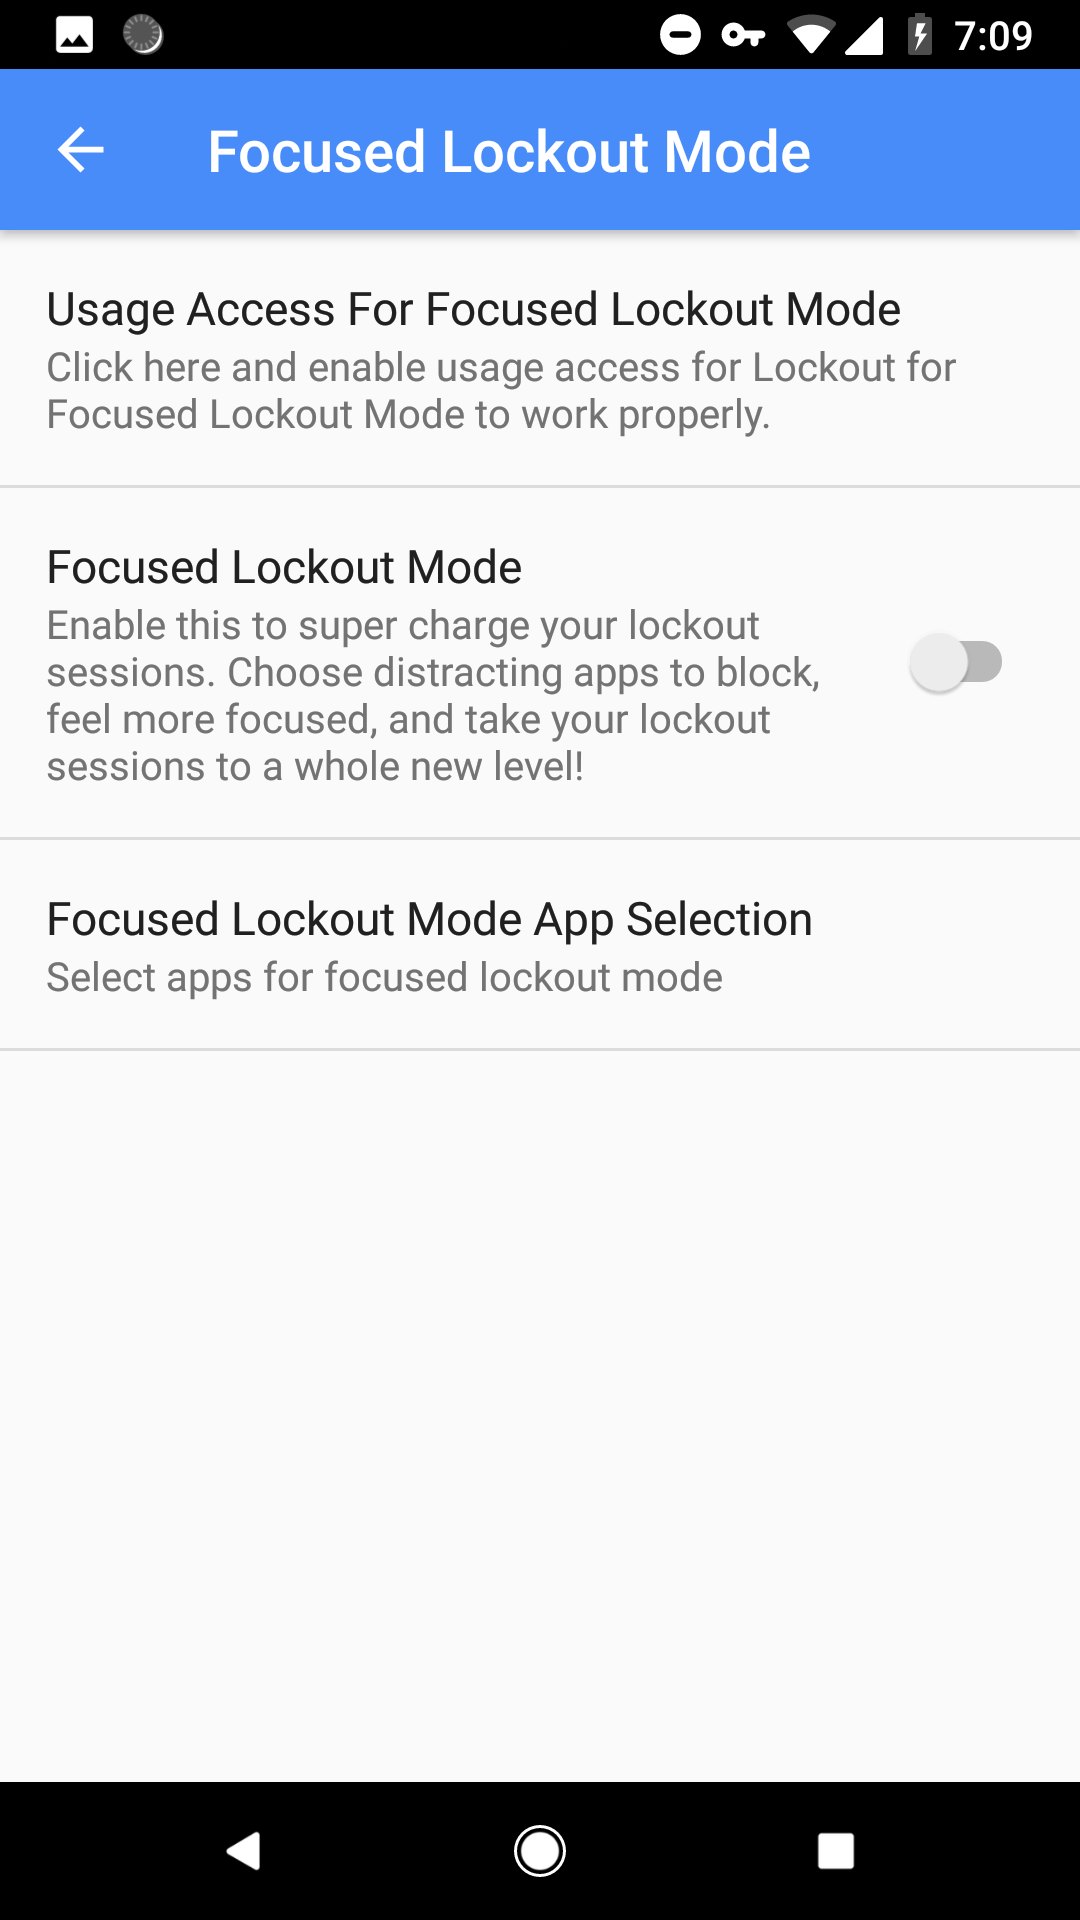 7:09
Focused Lockout Mode
Usage Access For Focused Lockout Mode
Click here and enable usage access for Lockout for
Focused Lockout Mode to work properly.
Focused Lockout Mode
Enable this to super charge your lockout
sessions. Choose distracting apps to block,
feel more focused, and take your lockout
sessions to a whole new level!
Focused Lockout Mode App Selection
Select apps for focused lockout mode